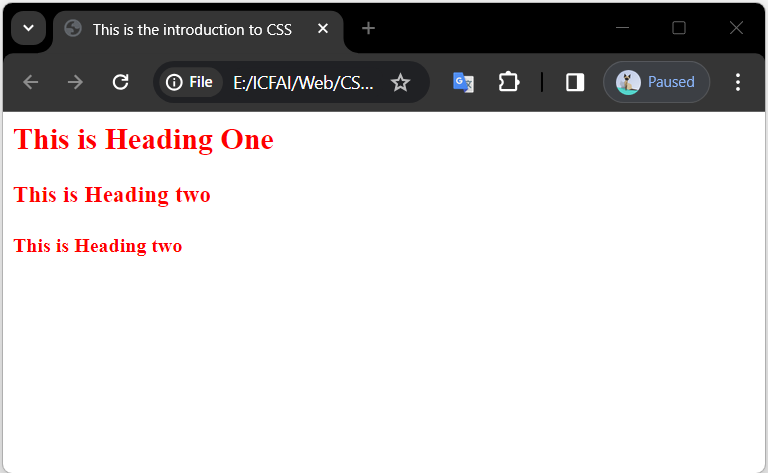 This is the introduction to CSS
File E:/ICFAI/Web/CS... Paused
This is Heading One
This is Heading two
This is Heading two